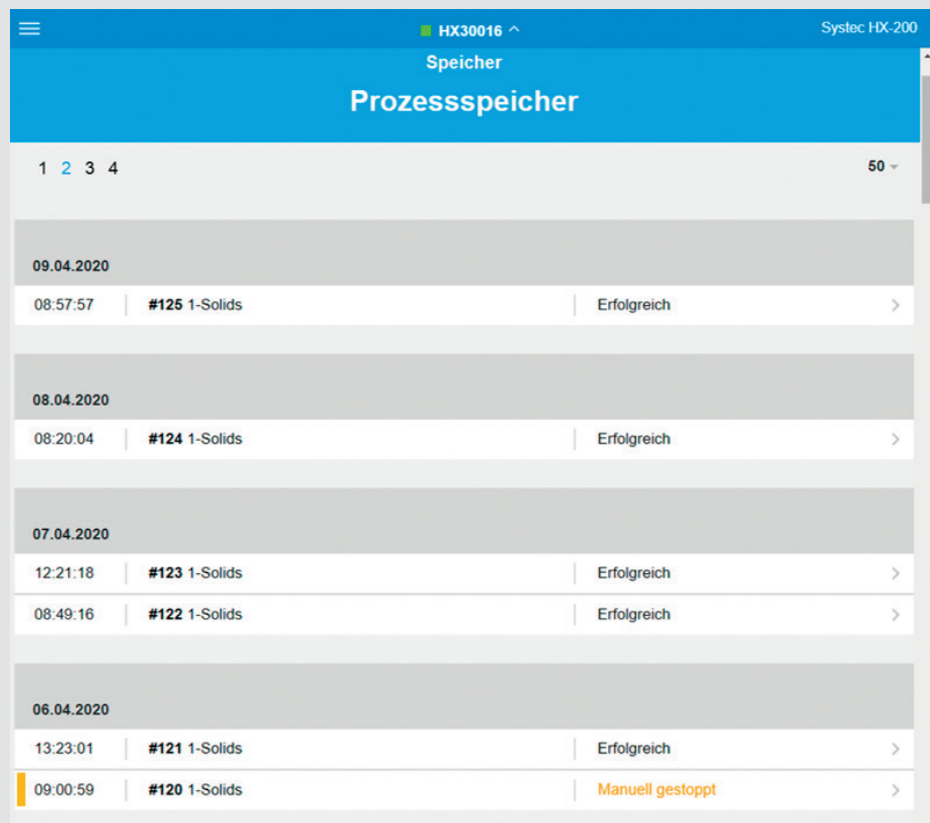 HX30016
Systec HX-200
Speicher
Prozessspeicher
1 2 3 4
50
09.04.2020
08:57:57 #125 1-Solids Erfolgreich
08.04.2020
08:20:04 #124 1-Solids Erfolgreich
07.04.2020
12:21:18 #123 1-Solids Erfolgreich
08:49:16 #122 1-Solids Erfolgreich
06.04.2020
13:23:01 #121 1-Solids Erfolgreich
09:00:59 #120 1-Solids Manuell gestoppt